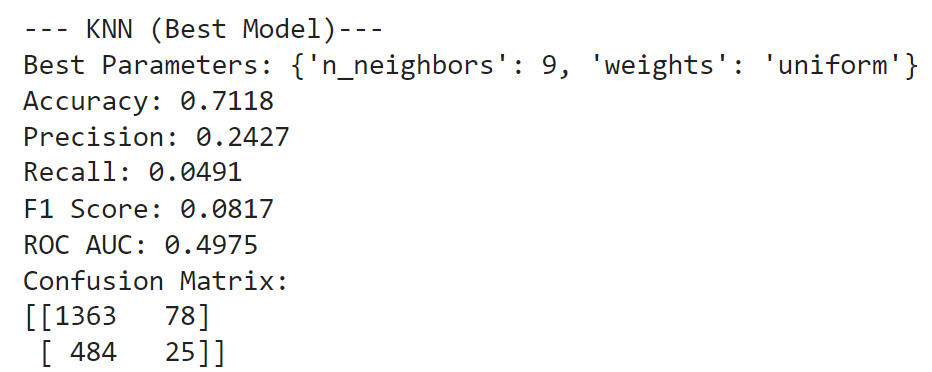 --- KNN (Best Model)---
Best Parameters: {'n_neighbors': 9, 'weights': 'uniform'}
Accuracy: 0.7118
Precision: 0.2427
Recall: 0.0491
F1 Score: 0.0817
ROC AUC: 0.4975
Confusion Matrix:
[[1363   78]
 [ 484   25]]